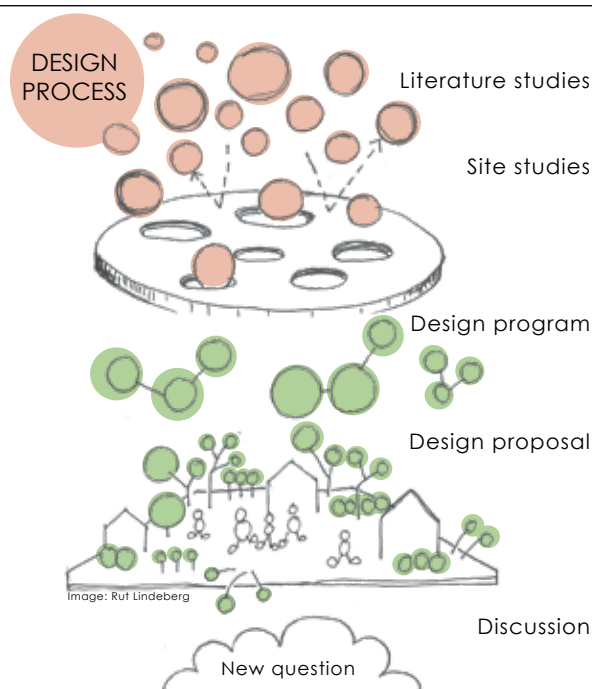 DESIGN
PROCESS
Literature studies
Site studies
Design program
Design proposal
Image: Rut Lindeberg
Discussion
New question